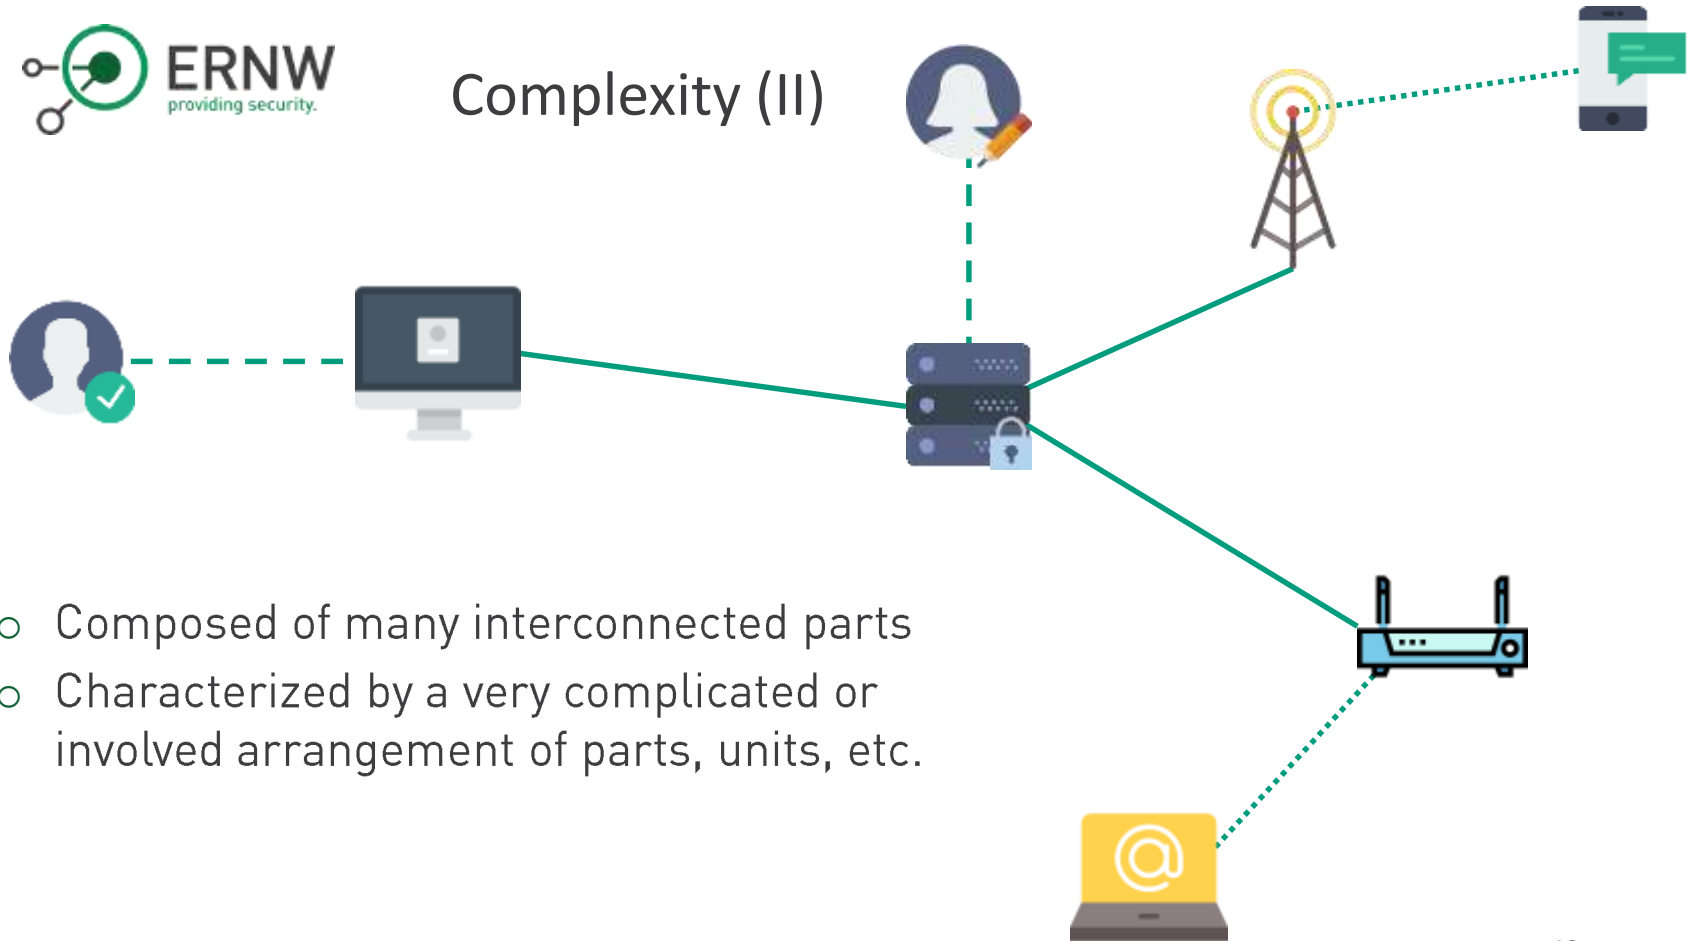 ERNW
providing security.
Complexity (II)
Composed of many interconnected parts
Characterized by a very complicated or
involved arrangement of parts, units, etc.
@